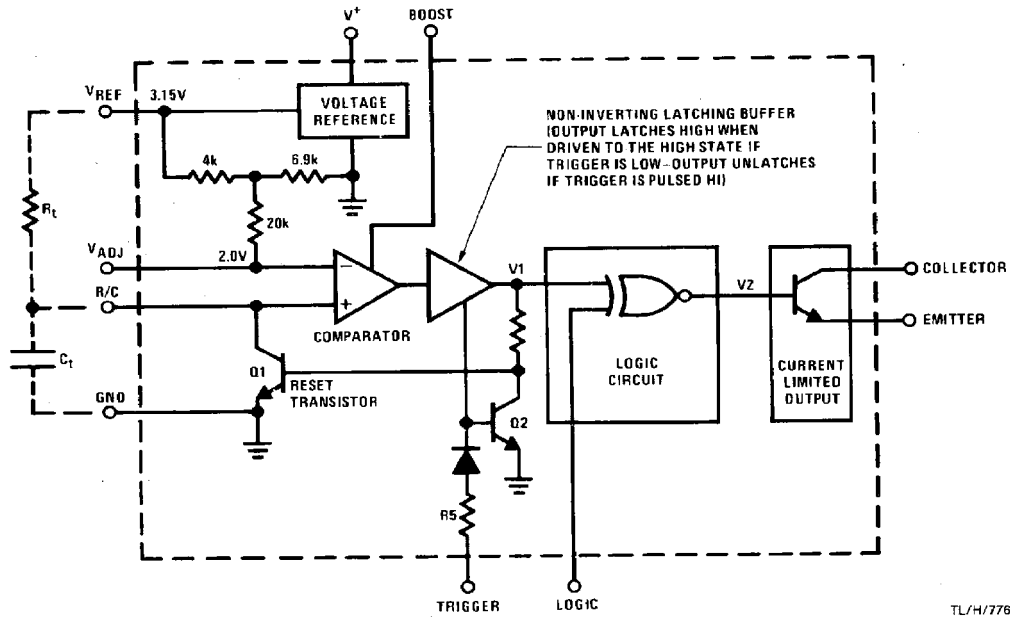 V+
BOOST
VREF
3.15V
VOLTAGE
REFERENCE
NON-INVERTING LATCHING BUFFER
(OUTPUT LATCHES HIGH WHEN
DRIVEN TO THE HIGH STATE IF
TRIGGER IS LOW-OUTPUT UNLATCHES
IF TRIGGER IS PULSED HI)
4k
6.9k
Rt
20k
VADJ
2.0V
R/C
−
+
COMPARATOR
V1
V2
COLLECTOR
EMITTER
LOGIC
CIRCUIT
CURRENT
LIMITED
OUTPUT
Ct
Q1
RESET
TRANSISTOR
GND
Q2
R5
TRIGGER
LOGIC
TL/H/776